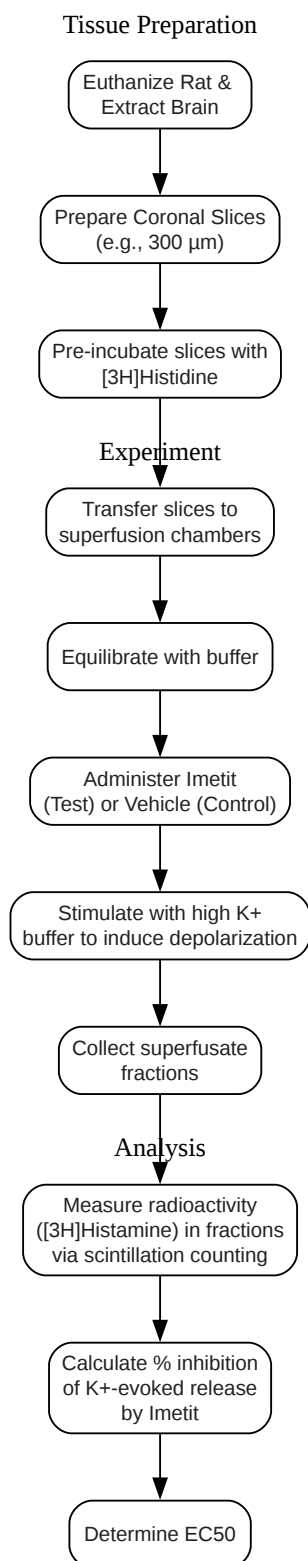 Tissue Preparation
Euthanize Rat &
Extract Brain
Prepare Coronal Slices
(e.g., 300 µm)
Pre-incubate slices with
[3H]Histidine
Experiment
Transfer slices to
superfusion chambers
Equilibrate with buffer
Administer Imetit
(Test) or Vehicle (Control)
Stimulate with high K+
buffer to induce depolarization
Collect superfusate
fractions
Analysis
Measure radioactivity
([3H]Histamine) in fractions
via scintillation counting
Calculate % inhibition
of K+-evoked release
by Imetit
Determine EC50